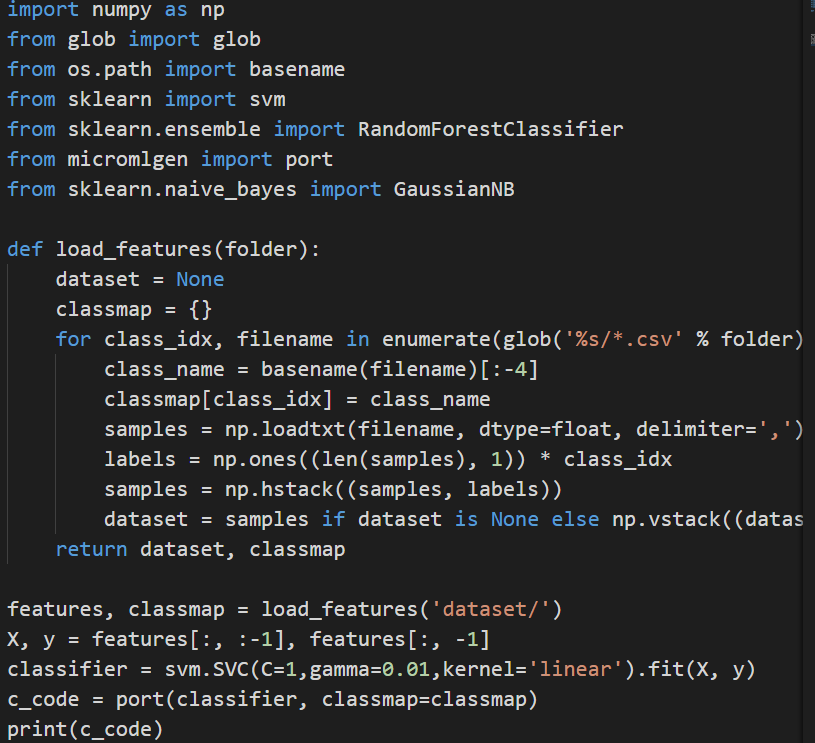 import numpy as np
from glob import glob
from os.path import basename
from sklearn import svm
from sklearn.ensemble import RandomForestClassifier
from micromlgen import port
from sklearn.naive_bayes import GaussianNB

def load_features(folder):
    dataset = None
    classmap = {}
    for class_idx, filename in enumerate(glob('%s/*.csv' % folder)
        class_name = basename(filename)[:-4]
        classmap[class_idx] = class_name
        samples = np.loadtxt(filename, dtype=float, delimiter=',')
        labels = np.ones((len(samples), 1)) * class_idx
        samples = np.hstack((samples, labels))
        dataset = samples if dataset is None else np.vstack((datas
    return dataset, classmap

features, classmap = load_features('dataset/')
X, y = features[:, :-1], features[:, -1]
classifier = svm.SVC(C=1,gamma=0.01,kernel='linear').fit(X, y)
c_code = port(classifier, classmap=classmap)
print(c_code)